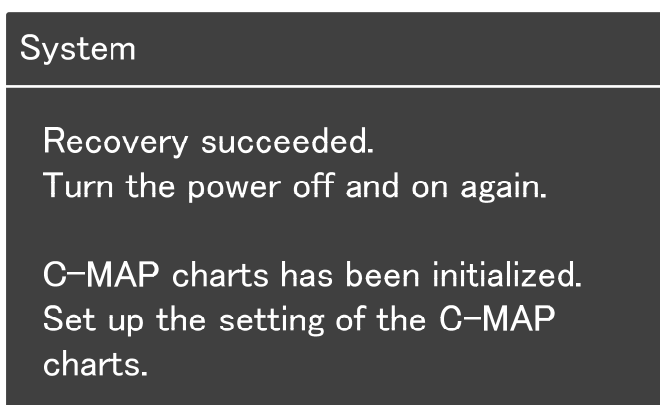 System
Recovery succeeded.
Turn the power off and on again.
C-MAP charts has been initialized.
Set up the setting of the C-MAP
charts.